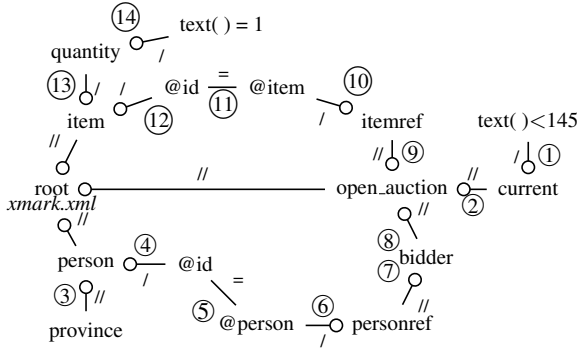 ⑭ text( ) = 1
quantity /
⑬ / / @id = @item ⑩
⑫ ⑪ /
item itemref text( )<145
// // ⑨ / ①
root // open_auction // current
xmark.xml ②
// //
④ ⑧
person @id bidder
/ = ⑦
③ // ⑤ ⑥ //
province @person / personref